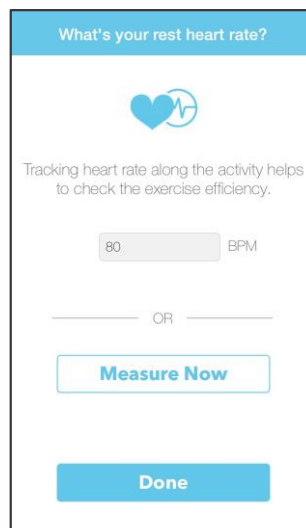 What's your rest heart rate?
Tracking heart rate along the activity helps
to check the exercise efficiency.
80 BPM
OR
Measure Now
Done